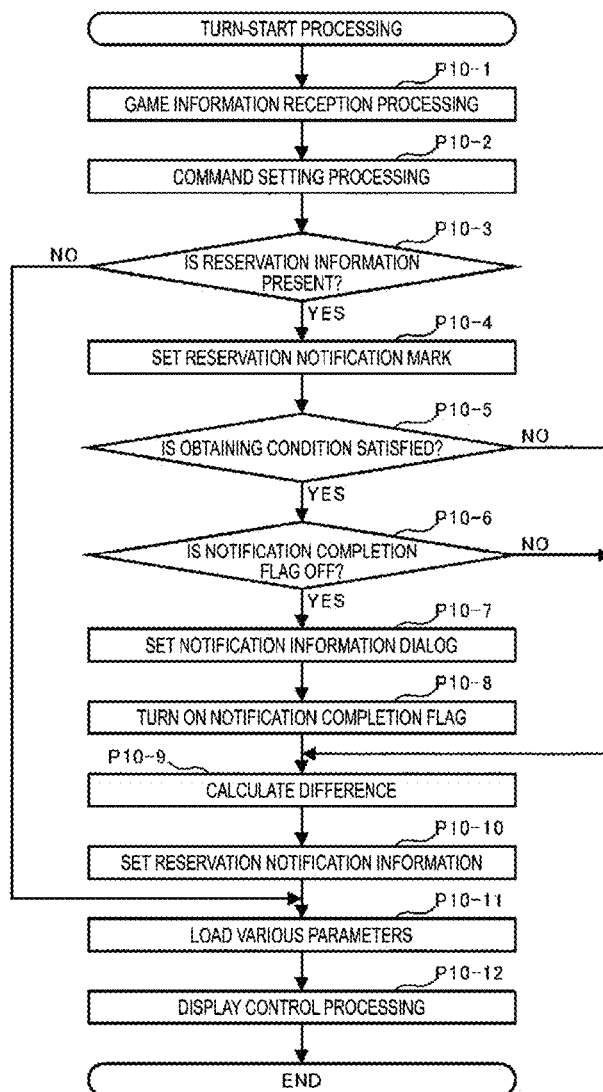 TURN-START PROCESSING
P10-1
GAME INFORMATION RECEPTION PROCESSING
P10-2
COMMAND SETTING PROCESSING
P10-3
NO
IS RESERVATION INFORMATION
PRESENT?
YES
P10-4
SET RESERVATION NOTIFICATION MARK
P10-5
NO
IS OBTAINING CONDITION SATISFIED?
YES
P10-6
NO
IS NOTIFICATION COMPLETION
FLAG OFF?
YES
P10-7
SET NOTIFICATION INFORMATION DIALOG
P10-8
TURN ON NOTIFICATION COMPLETION FLAG
P10-9
CALCULATE DIFFERENCE
P10-10
SET RESERVATION NOTIFICATION INFORMATION
P10-11
LOAD VARIOUS PARAMETERS
P10-12
DISPLAY CONTROL PROCESSING
END